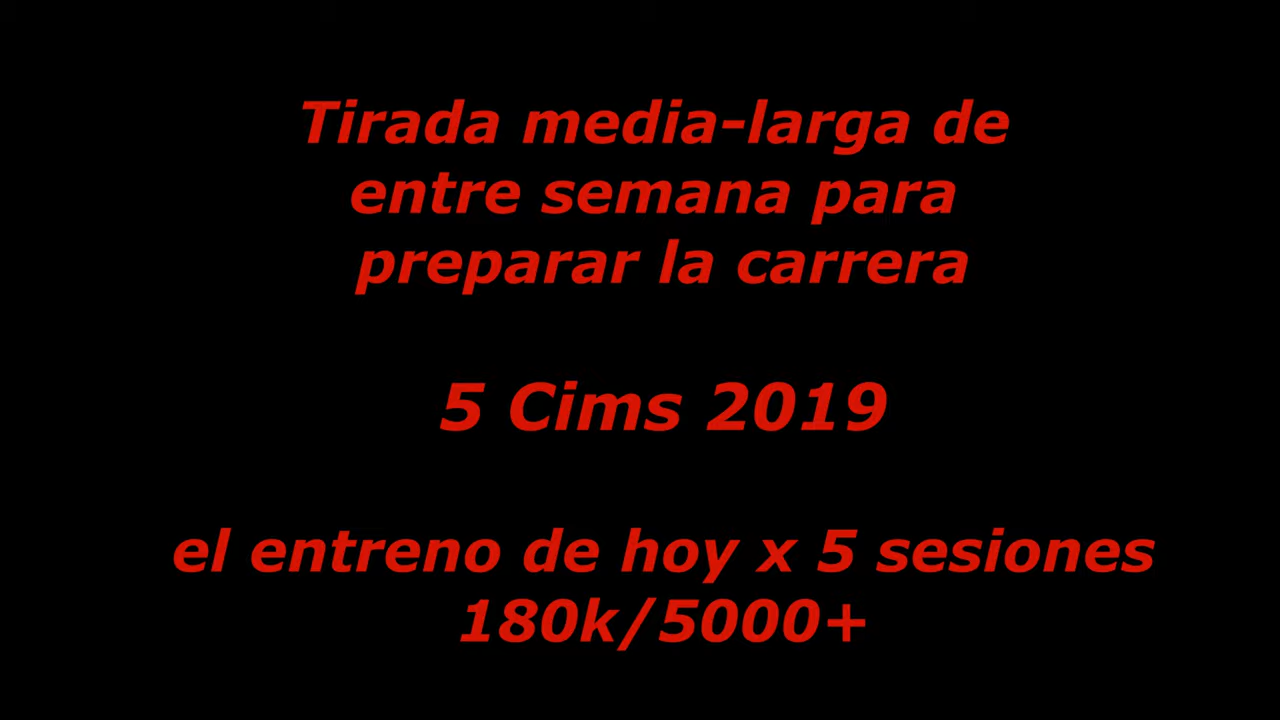 Tirada media-larga de
entre semana para
preparar la carrera
5 Cims 2019
el entreno de hoy x 5 sesiones
180k/5000+